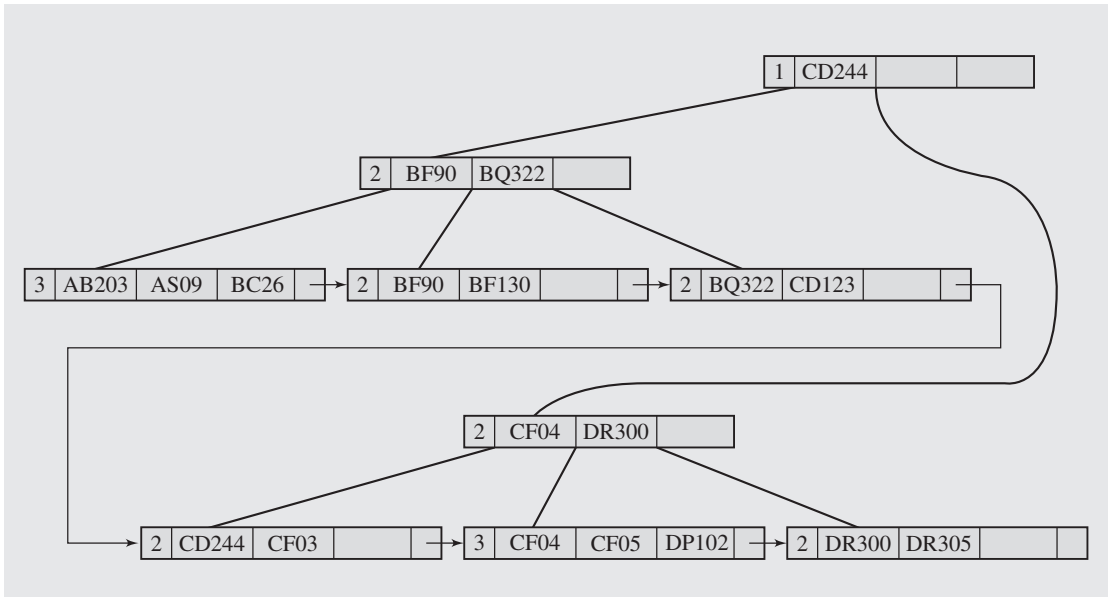 1 CD244
2 BF90 BQ322
3 AB203 AS09 BC26 2 BF90 BF130 2 BQ322 CD123
2 CF04 DR300
2 CD244 CF03 3 CF04 CF05 DP102 2 DR300 DR305